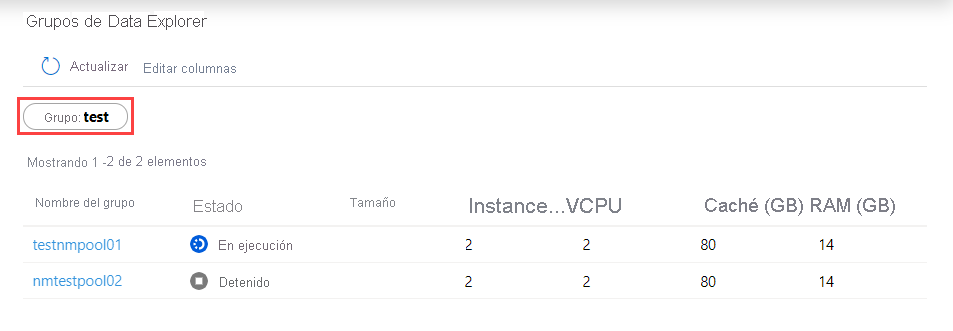 Grupos de Data Explorer
Actualizar Editar columnas
Grupo: test
Mostrando 1 -2 de 2 elementos
Nombre del grupo Estado Tamaño Instance...VCPU Caché (GB) RAM (GB)
testnmpool01 En ejecución 2 2 80 14
nmtestpool02 Detenido 2 2 80 14